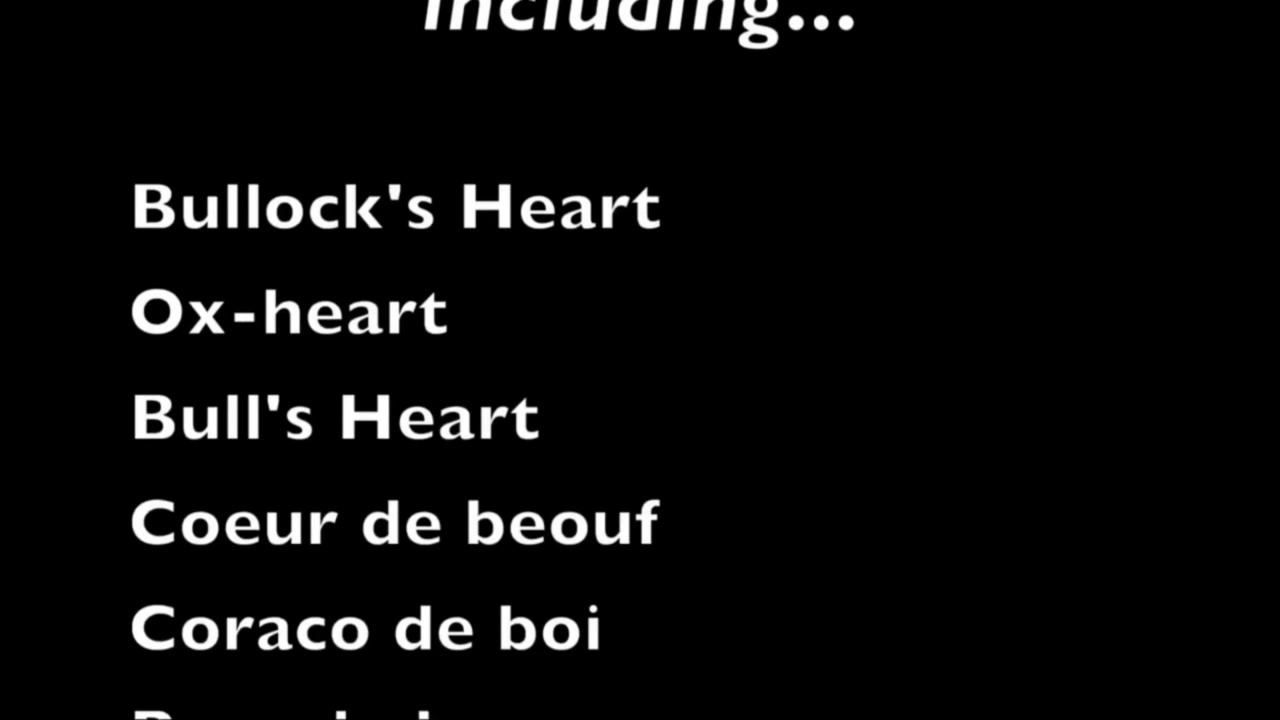 including...
Bullock's Heart
Ox-heart
Bull's Heart
Coeur de beouf
Coraco de boi